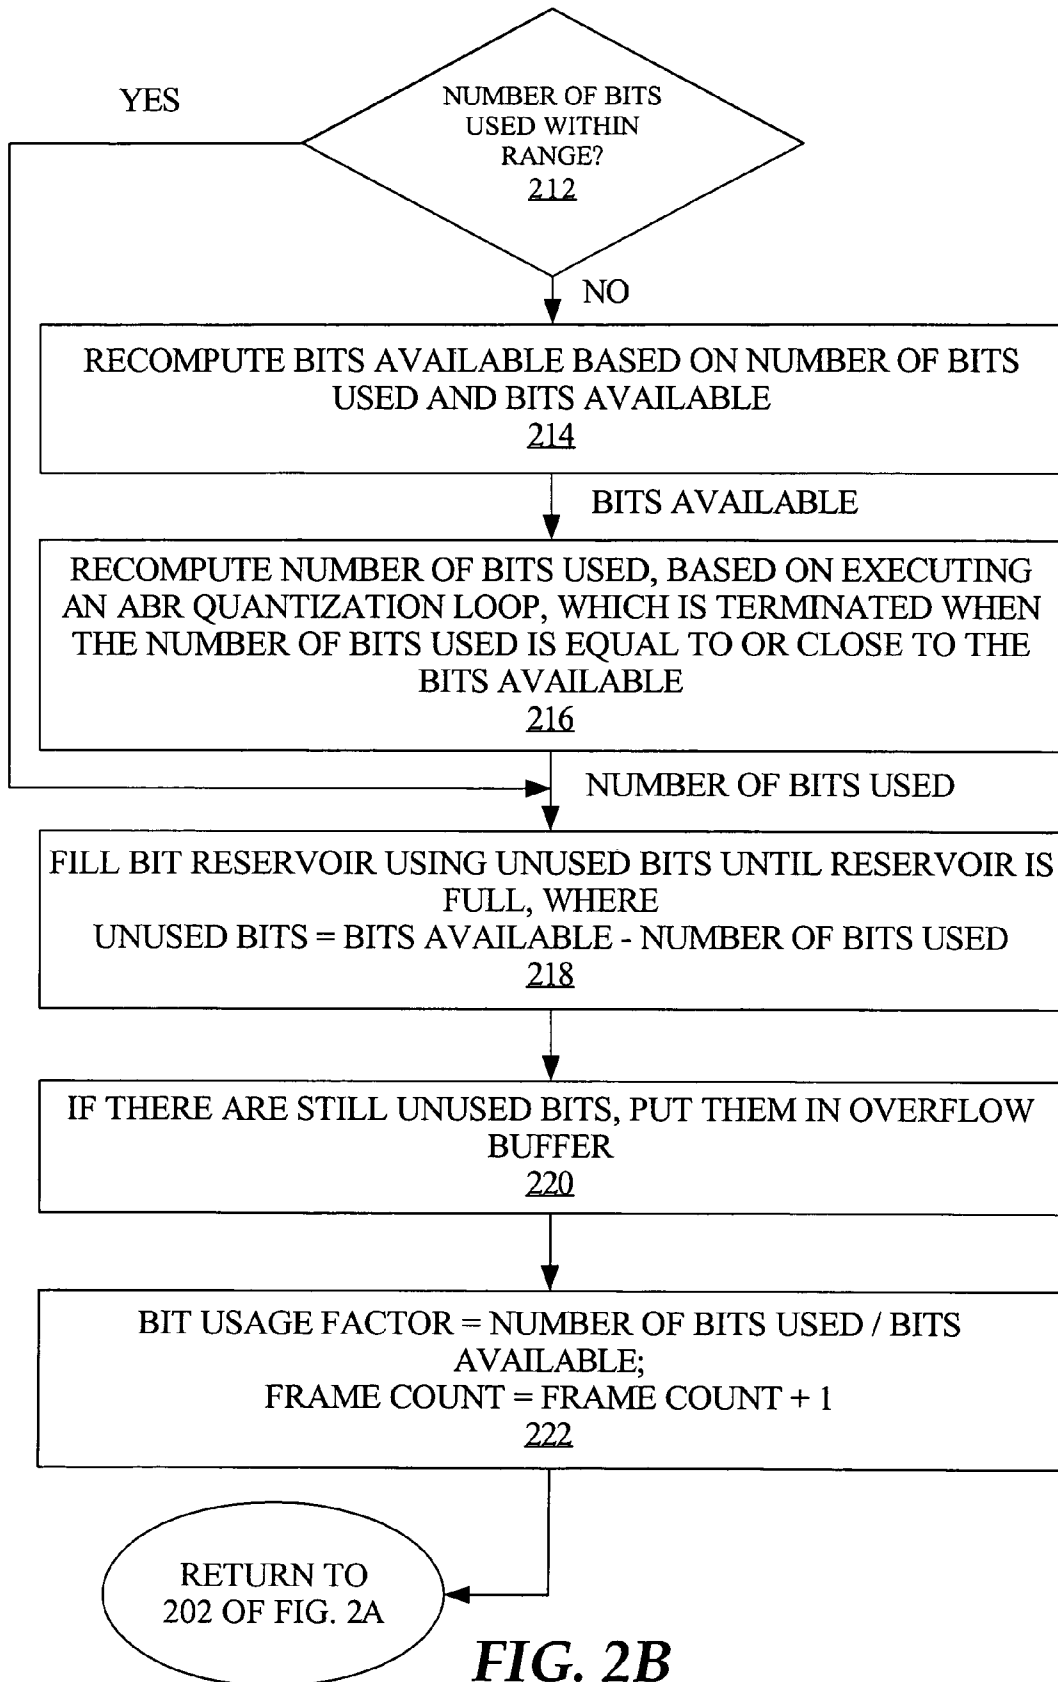 NUMBER OF BITS
USED WITHIN
RANGE?
212
YES
NO
RECOMPUTE BITS AVAILABLE BASED ON NUMBER OF BITS
USED AND BITS AVAILABLE
214
BITS AVAILABLE
RECOMPUTE NUMBER OF BITS USED, BASED ON EXECUTING
AN ABR QUANTIZATION LOOP, WHICH IS TERMINATED WHEN
THE NUMBER OF BITS USED IS EQUAL TO OR CLOSE TO THE
BITS AVAILABLE
216
NUMBER OF BITS USED
FILL BIT RESERVOIR USING UNUSED BITS UNTIL RESERVOIR IS
FULL, WHERE
UNUSED BITS = BITS AVAILABLE - NUMBER OF BITS USED
218
IF THERE ARE STILL UNUSED BITS, PUT THEM IN OVERFLOW
BUFFER
220
BIT USAGE FACTOR = NUMBER OF BITS USED / BITS
AVAILABLE;
FRAME COUNT = FRAME COUNT + 1
222
RETURN TO
202 OF FIG. 2A
FIG. 2B